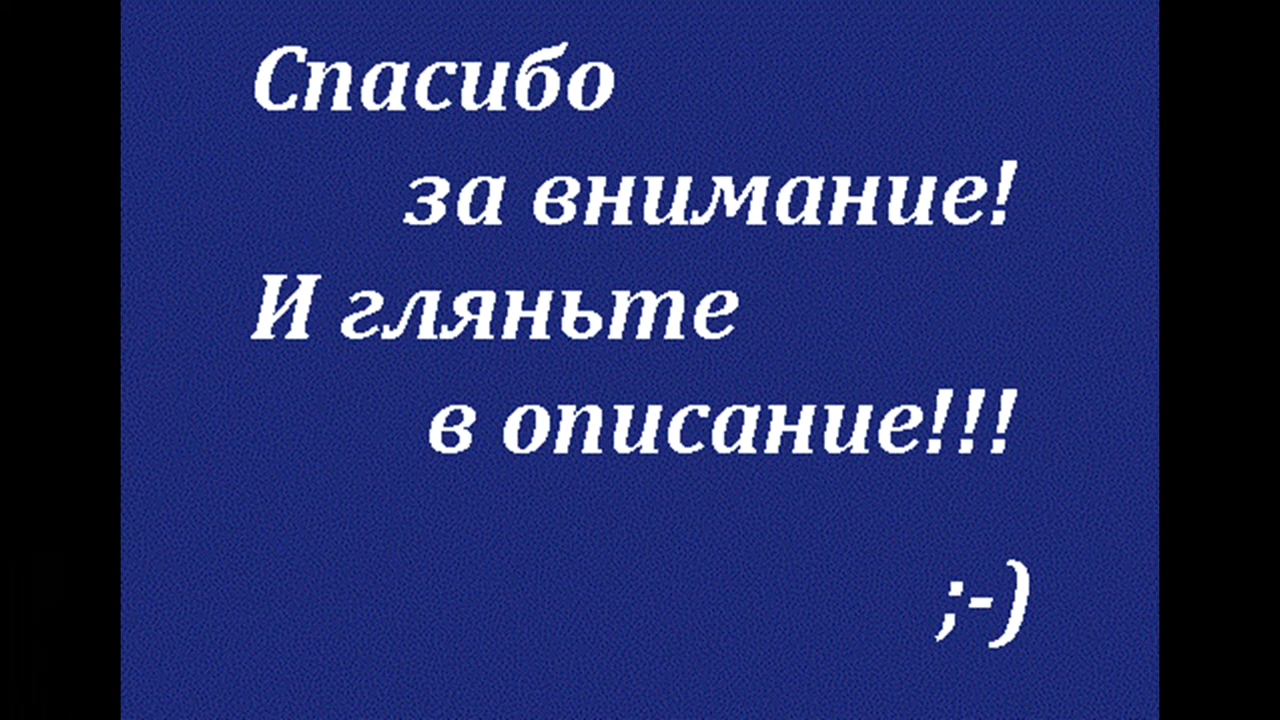 Спасибо
за внимание!
И гляньте
в описание!!!
;-)